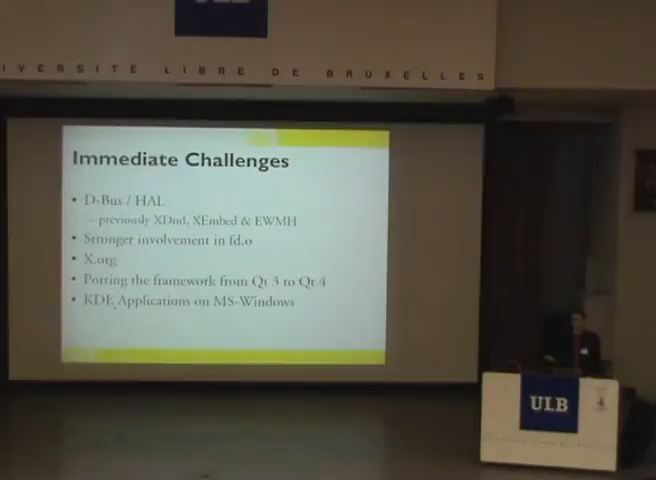 ULB
IVERSITE LIBRE DE BRUXELLES
Immediate Challenges
• D-Bus / HAL
– previously XDnd, XEmbed & EWMH
• Stronger involvement in fd.o
• X.org
• Porting the framework from Qt 3 to Qt 4
• KDE Applications on MS-Windows
ULB